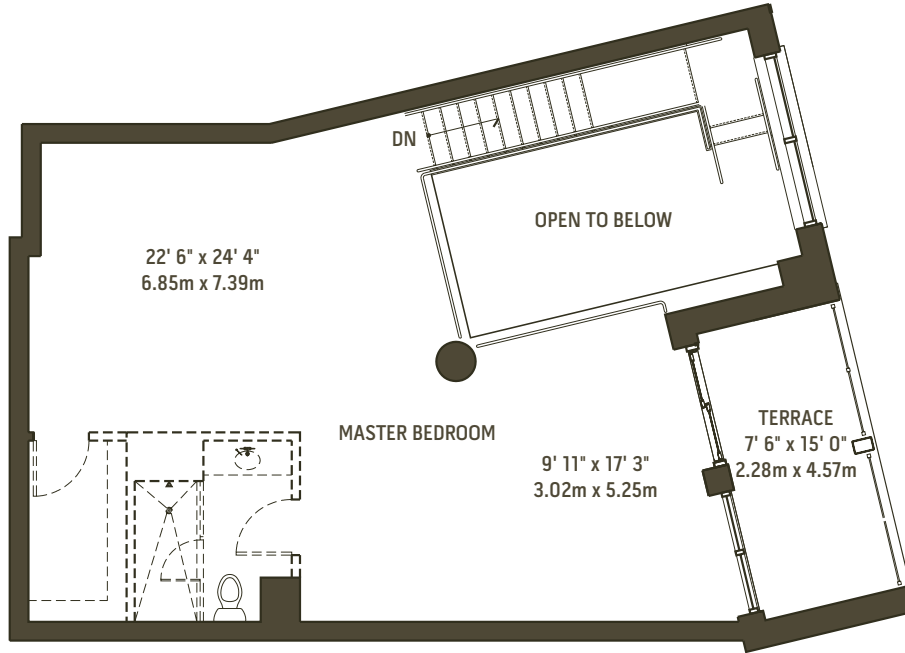 DN
OPEN TO BELOW
22' 6" x 24' 4"
6.85m x 7.39m
MASTER BEDROOM
9' 11" x 17' 3"
3.02m x 5.25m
TERRACE
7' 6" x 15' 0"
2.28m x 4.57m